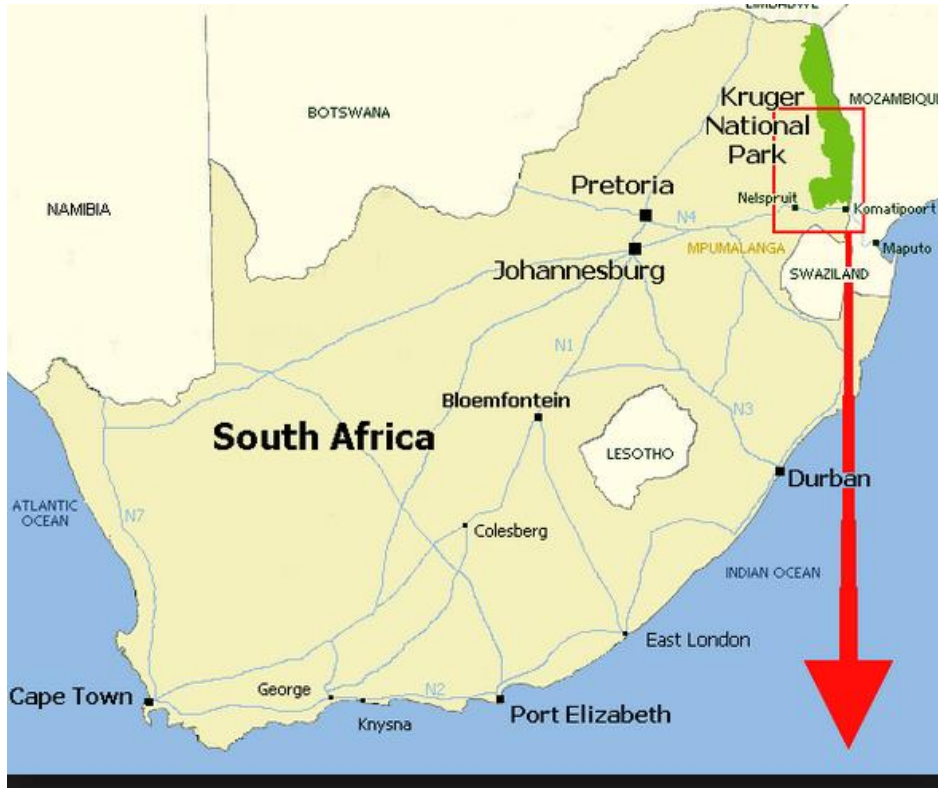 ZIMBABWE
BOTSWANA
Kruger
National
Park
MOZAMBIQU
NAMIBIA
Pretoria
Nelspruit
Komatipoort
N4
MPUMALANGA
Maputo
Johannesburg
SWAZILAND
N1
Bloemfontein
N3
South Africa
LESOTHO
Durban
ATLANTIC
OCEAN
N7
Colesberg
INDIAN OCEAN
East London
Cape Town
George
N2
Port Elizabeth
Knysna